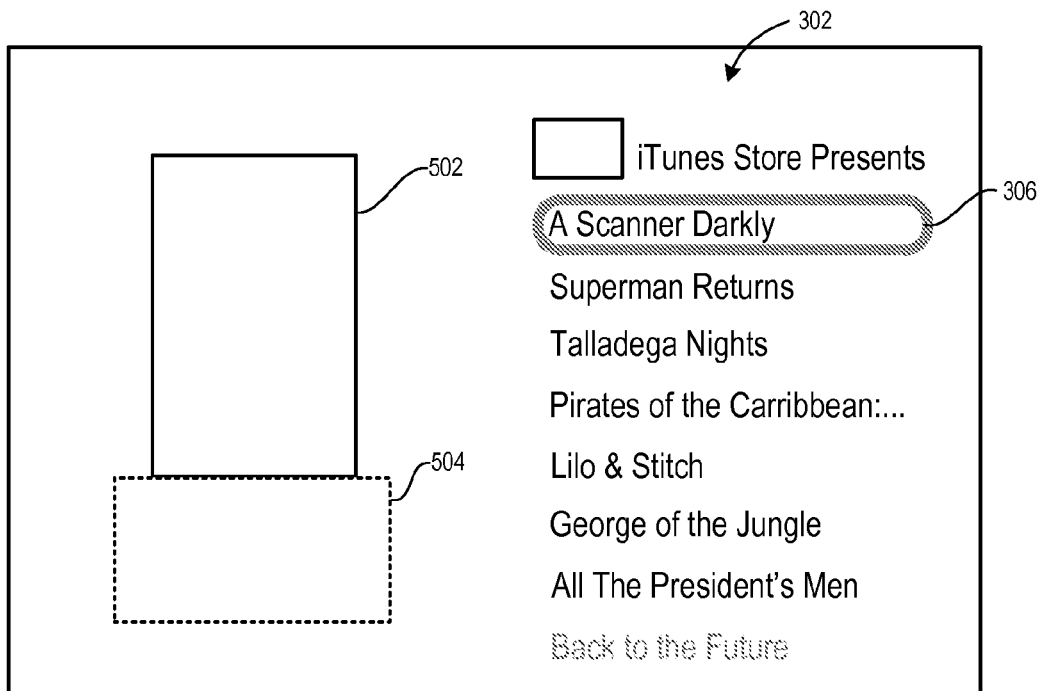 302
iTunes Store Presents
502
306
A Scanner Darkly
Superman Returns
Talladega Nights
Pirates of the Carribbean:...
504
Lilo & Stitch
George of the Jungle
All The President's Men
Back to the Future